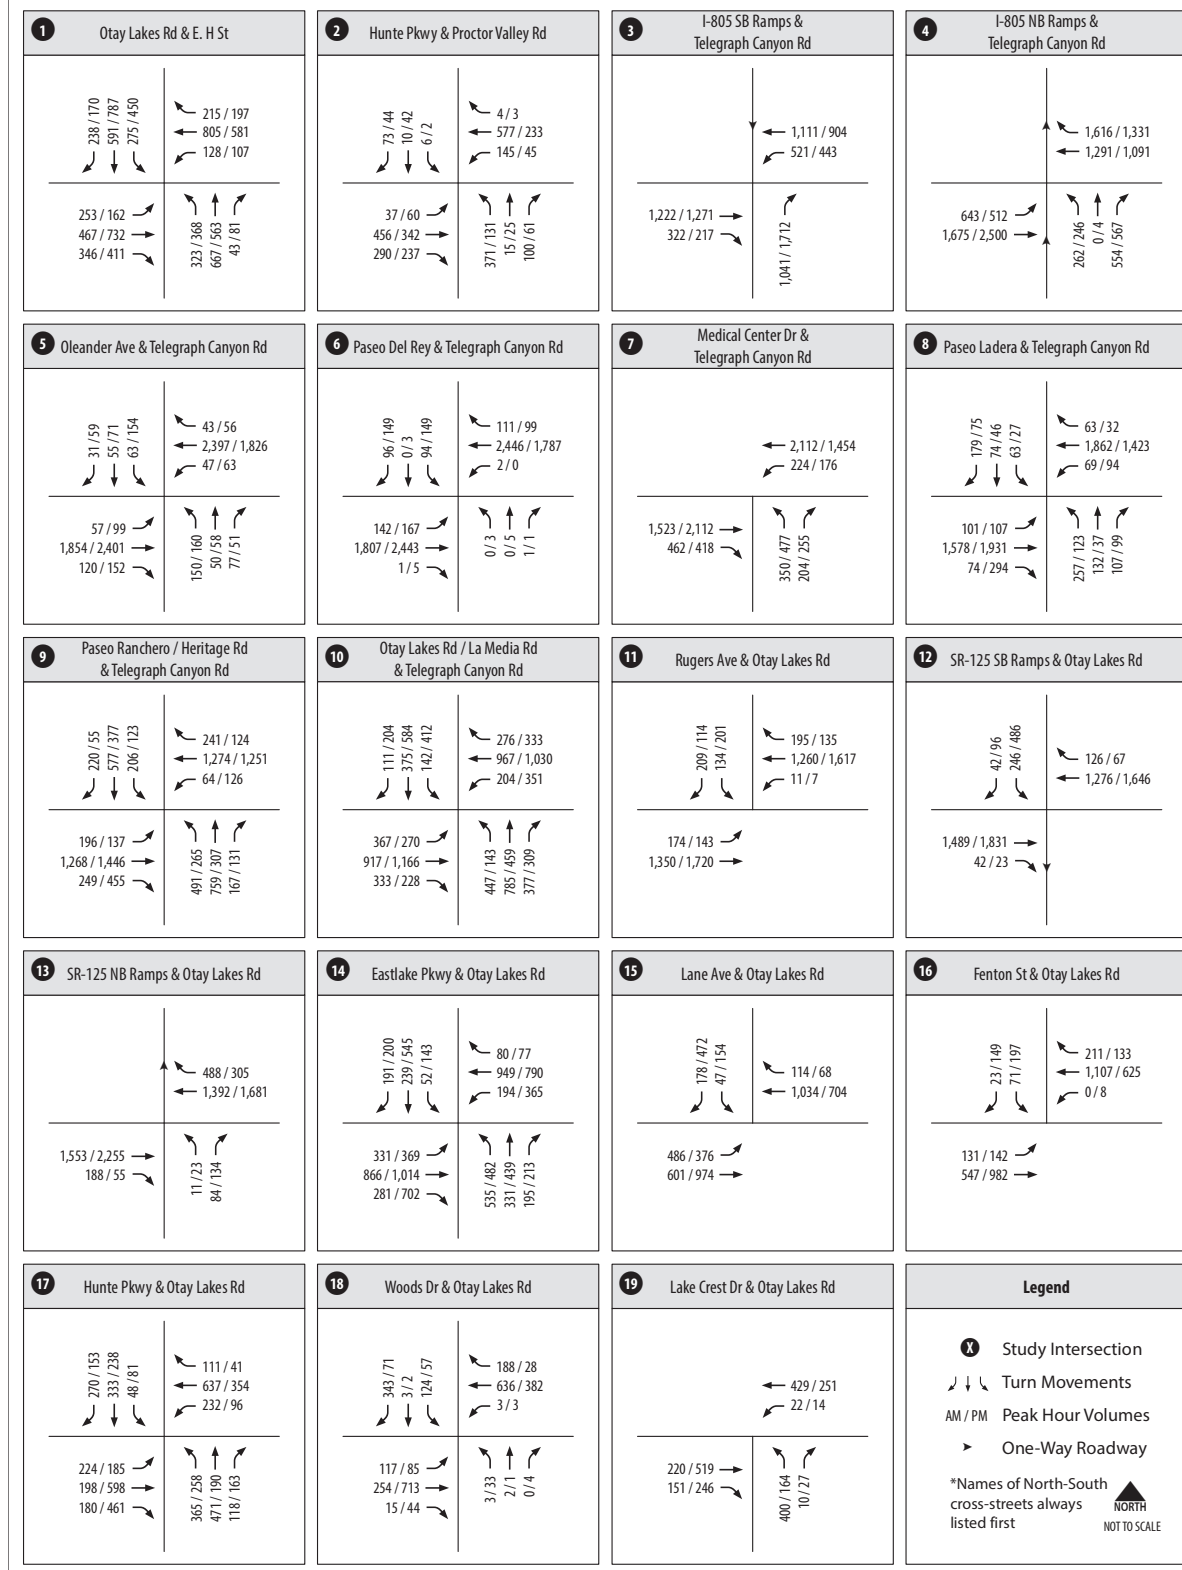 1
Otay Lakes Rd & E. H St
238 / 170
591 / 787
275 / 450
215 / 197
805 / 581
128 / 107
253 / 162
467 / 732
346 / 411
323 / 368
667 / 563
43 / 81
2
Hunte Pkwy & Proctor Valley Rd
73 / 44
10 / 42
6 / 2
4 / 3
577 / 233
145 / 45
37 / 60
456 / 342
290 / 237
371 / 131
15 / 25
100 / 61
3
I-805 SB Ramps &
Telegraph Canyon Rd
1,111 / 904
521 / 443
1,222 / 1,271
322 / 217
1,041 / 1,712
4
I-805 NB Ramps &
Telegraph Canyon Rd
1,616 / 1,331
1,291 / 1,091
643 / 512
1,675 / 2,500
262 / 246
0 / 4
554 / 567
5
Oleander Ave & Telegraph Canyon Rd
31 / 59
55 / 71
63 / 154
43 / 56
2,397 / 1,826
47 / 63
57 / 99
1,854 / 2,401
120 / 152
150 / 160
50 / 58
77 / 51
6
Paseo Del Rey & Telegraph Canyon Rd
96 / 149
0 / 3
94 / 149
111 / 99
2,446 / 1,787
2 / 0
142 / 167
1,807 / 2,443
1 / 5
0 / 3
0 / 5
1 / 1
7
Medical Center Dr &
Telegraph Canyon Rd
2,112 / 1,454
224 / 176
1,523 / 2,112
462 / 418
350 / 477
204 / 255
8
Paseo Ladera & Telegraph Canyon Rd
179 / 75
74 / 46
63 / 27
63 / 32
1,862 / 1,423
69 / 94
101 / 107
1,578 / 1,931
74 / 294
257 / 123
132 / 37
107 / 99
9
Paseo Ranchero / Heritage Rd
& Telegraph Canyon Rd
220 / 55
577 / 377
206 / 123
241 / 124
1,274 / 1,251
64 / 126
196 / 137
1,268 / 1,446
249 / 455
491 / 265
759 / 307
167 / 131
10
Otay Lakes Rd / La Media Rd
& Telegraph Canyon Rd
111 / 204
375 / 584
142 / 412
276 / 333
967 / 1,030
204 / 351
367 / 270
917 / 1,166
333 / 228
447 / 143
785 / 459
377 / 309
11
Rugers Ave & Otay Lakes Rd
209 / 114
134 / 201
195 / 135
1,260 / 1,617
11 / 7
174 / 143
1,350 / 1,720
12
SR-125 SB Ramps & Otay Lakes Rd
42 / 96
246 / 486
126 / 67
1,276 / 1,646
1,489 / 1,831
42 / 23
13
SR-125 NB Ramps & Otay Lakes Rd
488 / 305
1,392 / 1,681
1,553 / 2,255
188 / 55
11 / 23
84 / 134
14
Eastlake Pkwy & Otay Lakes Rd
191 / 200
239 / 545
52 / 143
80 / 77
949 / 790
194 / 365
331 / 369
866 / 1,014
281 / 702
535 / 482
331 / 439
195 / 213
15
Lane Ave & Otay Lakes Rd
178 / 472
47 / 154
114 / 68
1,034 / 704
486 / 376
601 / 974
16
Fenton St & Otay Lakes Rd
23 / 149
71 / 197
211 / 133
1,107 / 625
0 / 8
131 / 142
547 / 982
17
Hunte Pkwy & Otay Lakes Rd
270 / 153
333 / 238
48 / 81
111 / 41
637 / 354
232 / 96
224 / 185
198 / 598
180 / 461
365 / 258
471 / 190
118 / 163
18
Woods Dr & Otay Lakes Rd
343 / 71
3 / 2
124 / 57
188 / 28
636 / 382
3 / 3
117 / 85
254 / 713
15 / 44
3 / 33
2 / 1
0 / 4
19
Lake Crest Dr & Otay Lakes Rd
429 / 251
22 / 14
220 / 519
151 / 246
400 / 164
10 / 27
Legend
X Study Intersection
Turn Movements
AM / PM Peak Hour Volumes
One-Way Roadway
*Names of North-South
cross-streets always
listed first
NORTH
NOT TO SCALE